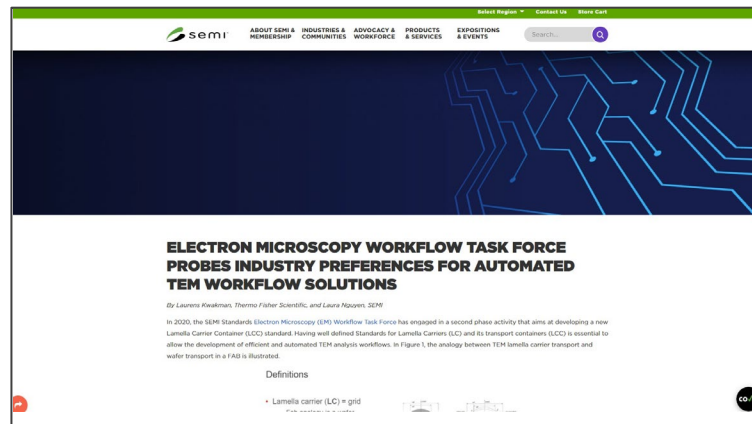 Select Region Contact Us Store Cart
semi
ABOUT SEMI & MEMBERSHIP
INDUSTRIES & COMMUNITIES
ADVOCACY & WORKFORCE
PRODUCTS & SERVICES
EXPOSITIONS & EVENTS
Search...
ELECTRON MICROSCOPY WORKFLOW TASK FORCE
PROBES INDUSTRY PREFERENCES FOR AUTOMATED
TEM WORKFLOW SOLUTIONS
By Laurens Kwakman, Thermo Fisher Scientific, and Laura Nguyen, SEMI
In 2020, the SEMI Standards Electron Microscopy (EM) Workflow Task Force has engaged in a second phase activity that aims at developing a new
Lamella Carrier Container (LCC) standard. Having well defined Standards for Lamella Carriers (LC) and its transport containers (LCC) is essential to
allow the development of efficient and automated TEM analysis workflows. In Figure 1, the analogy between TEM lamella carrier transport and
wafer transport in a FAB is illustrated.
Definitions
• Lamella carrier (LC) = grid